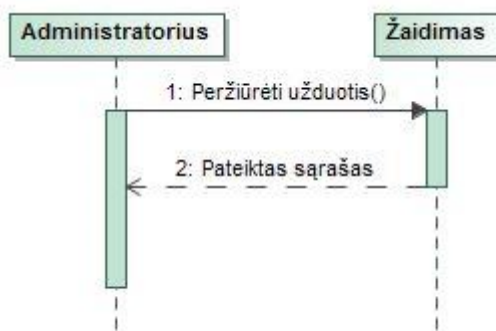 Administratorius
Žaidimas
1: Peržiūrėti užduotis()
2: Pateiktas sąrašas